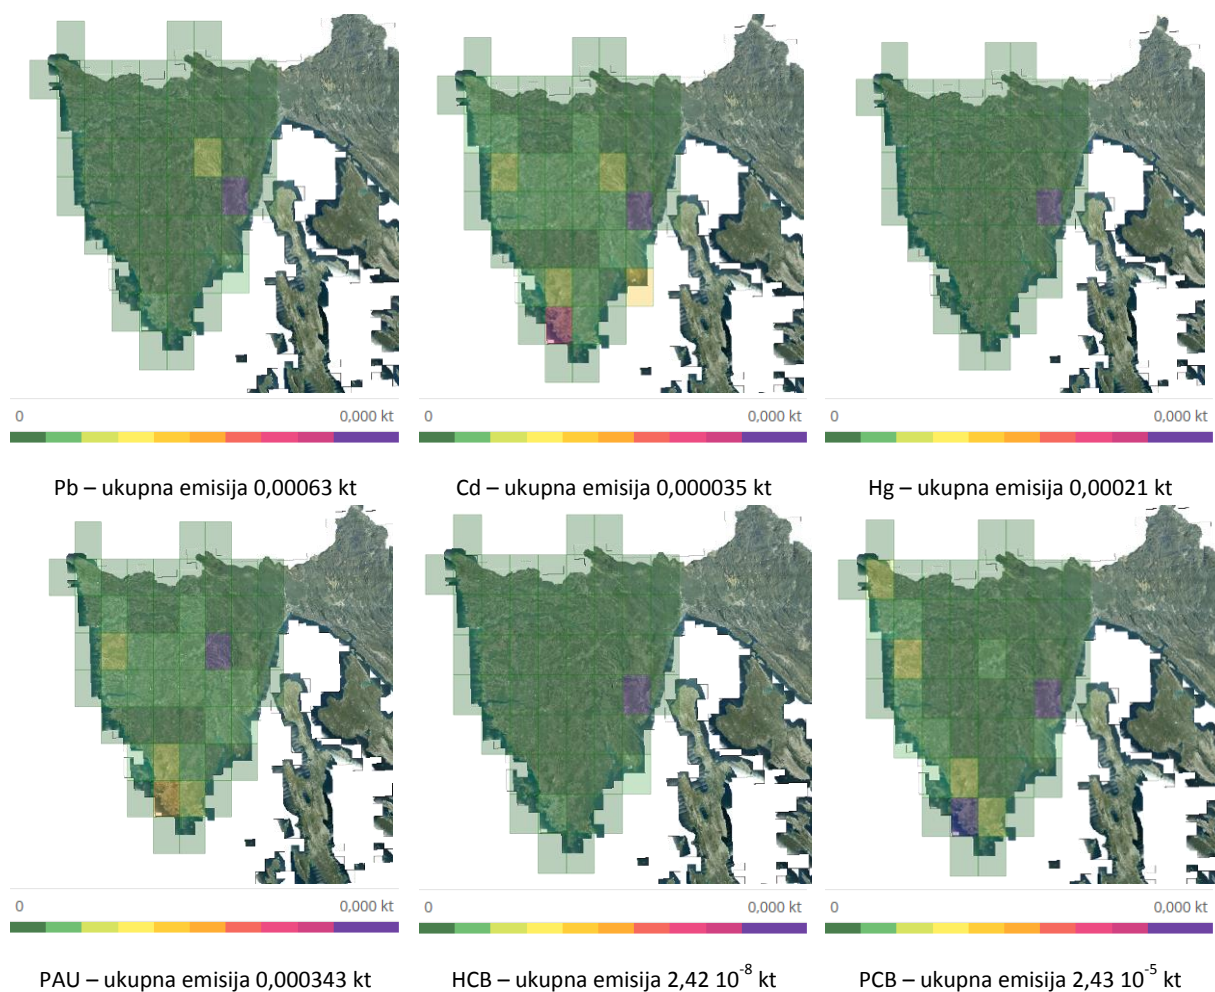 0 0,000 kt 0 0,000 kt 0 0,000 kt
Pb – ukupna emisija 0,00063 kt Cd – ukupna emisija 0,000035 kt Hg – ukupna emisija 0,00021 kt
0 0,000 kt 0 0,000 kt 0 0,000 kt
PAU – ukupna emisija 0,000343 kt HCB – ukupna emisija 2,42 10⁻⁸ kt PCB – ukupna emisija 2,43 10⁻⁵ kt